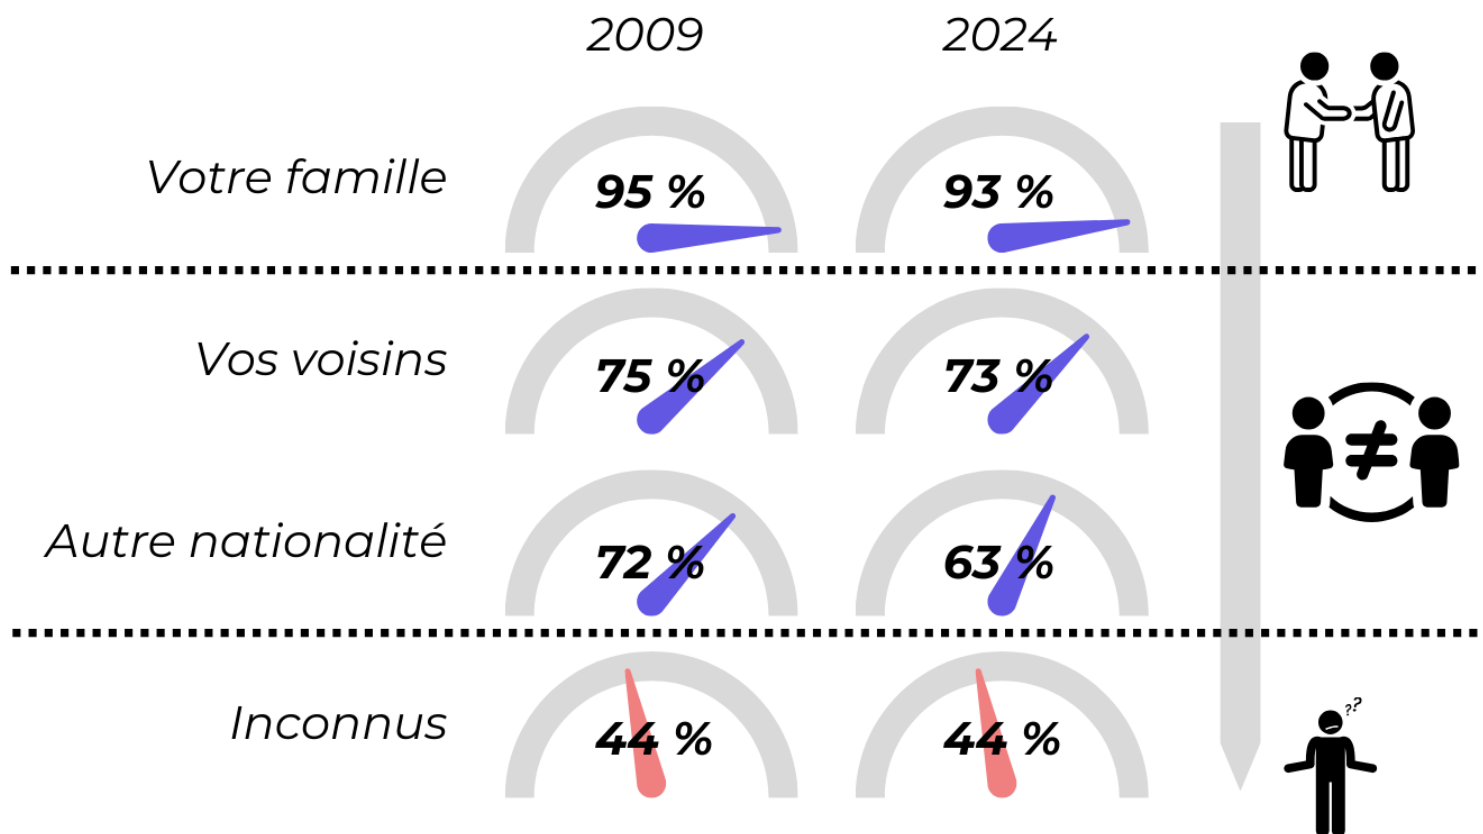 2009 2024
Votre famille 95 % 93 %
Vos voisins 75 % 73 %
≠
Autre nationalité 72 % 63 %
??
Inconnus 44 % 44 %